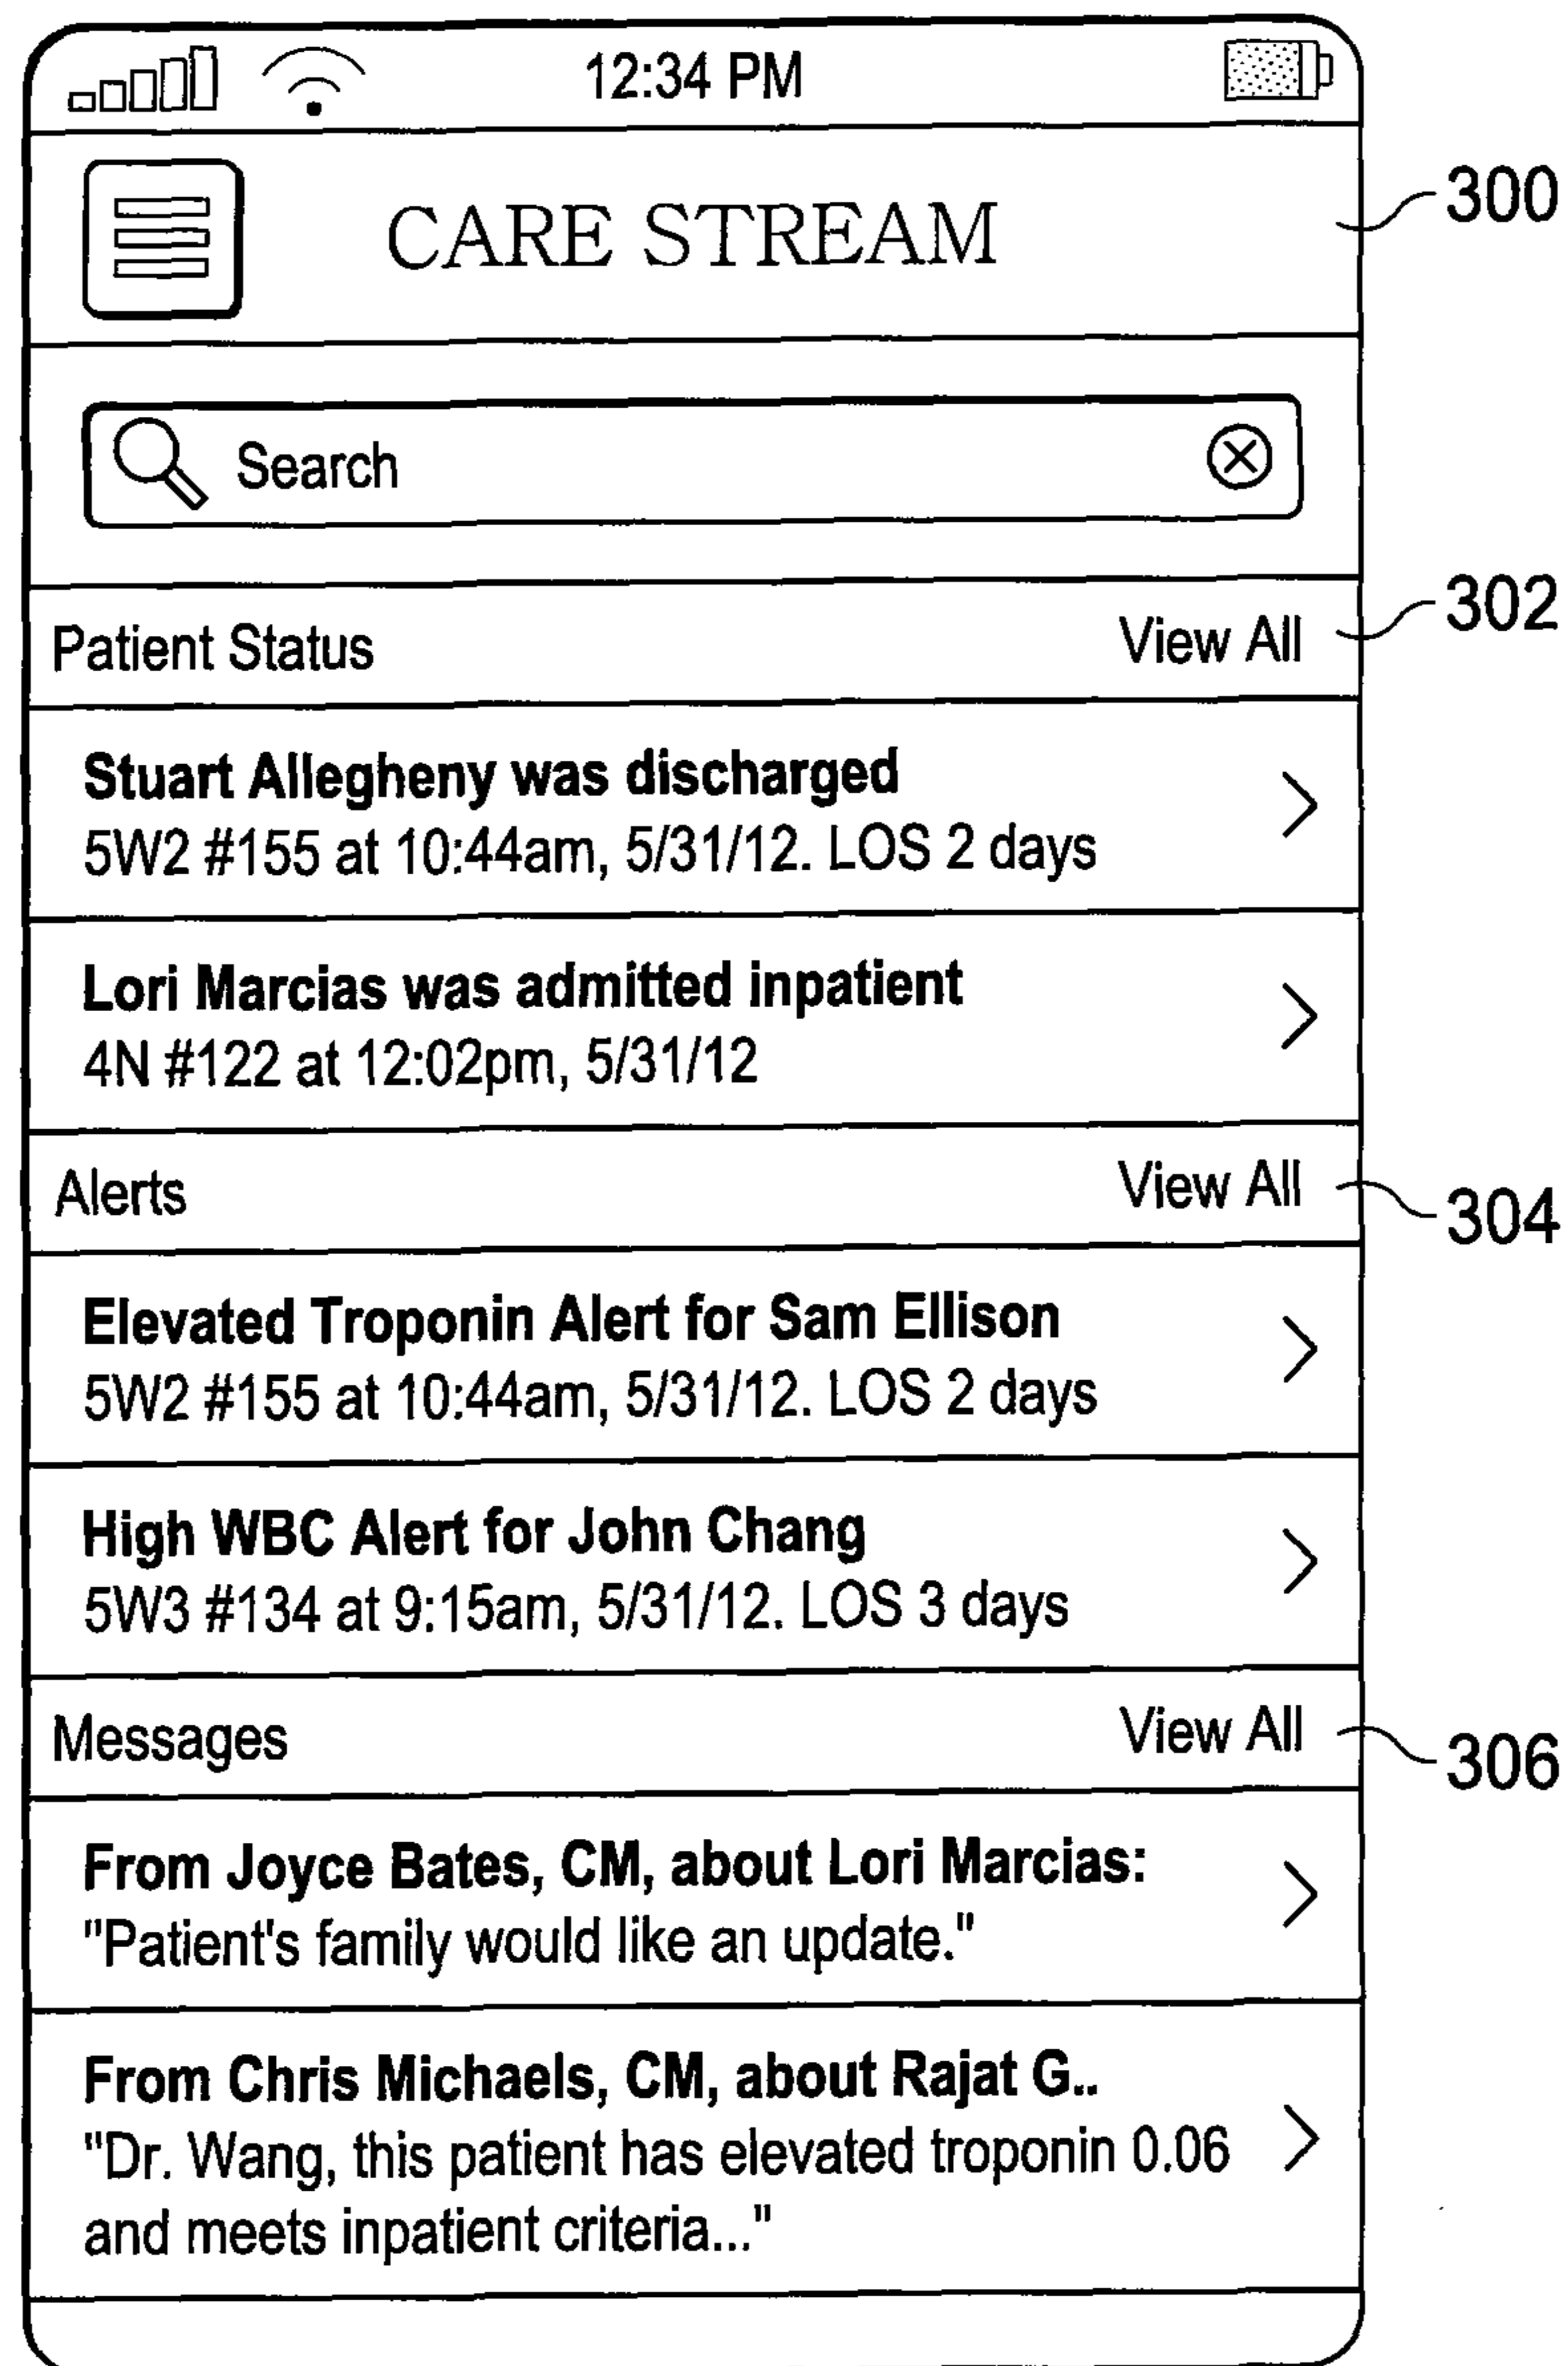 12:34 PM
CARE STREAM
300
Search
Patient Status View All
302
Stuart Allegheny was discharged
5W2 #155 at 10:44am, 5/31/12. LOS 2 days
Lori Marcias was admitted inpatient
4N #122 at 12:02pm, 5/31/12
Alerts View All
304
Elevated Troponin Alert for Sam Ellison
5W2 #155 at 10:44am, 5/31/12. LOS 2 days
High WBC Alert for John Chang
5W3 #134 at 9:15am, 5/31/12. LOS 3 days
Messages View All
306
From Joyce Bates, CM, about Lori Marcias:
"Patient's family would like an update."
From Chris Michaels, CM, about Rajat G..
"Dr. Wang, this patient has elevated troponin 0.06
and meets inpatient criteria..."